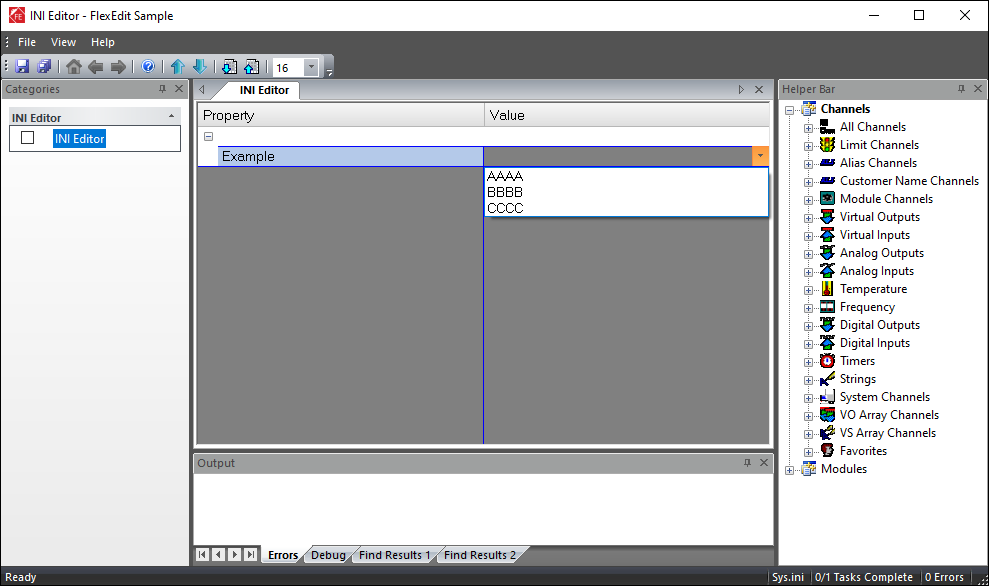 INI Editor - FlexEdit Sample
File View Help
16
Categories
INI Editor
INI Editor
INI Editor
Property Value
Example
AAAA
BBBB
CCCC
Output
Errors Debug Find Results 1 Find Results 2
Helper Bar
Channels
All Channels
Limit Channels
Alias Channels
Customer Name Channels
Module Channels
Virtual Outputs
Virtual Inputs
Analog Outputs
Analog Inputs
Temperature
Frequency
Digital Outputs
Digital Inputs
Timers
Strings
System Channels
VO Array Channels
VS Array Channels
Favorites
Modules
Ready Sys.ini 0/1 Tasks Complete 0 Errors